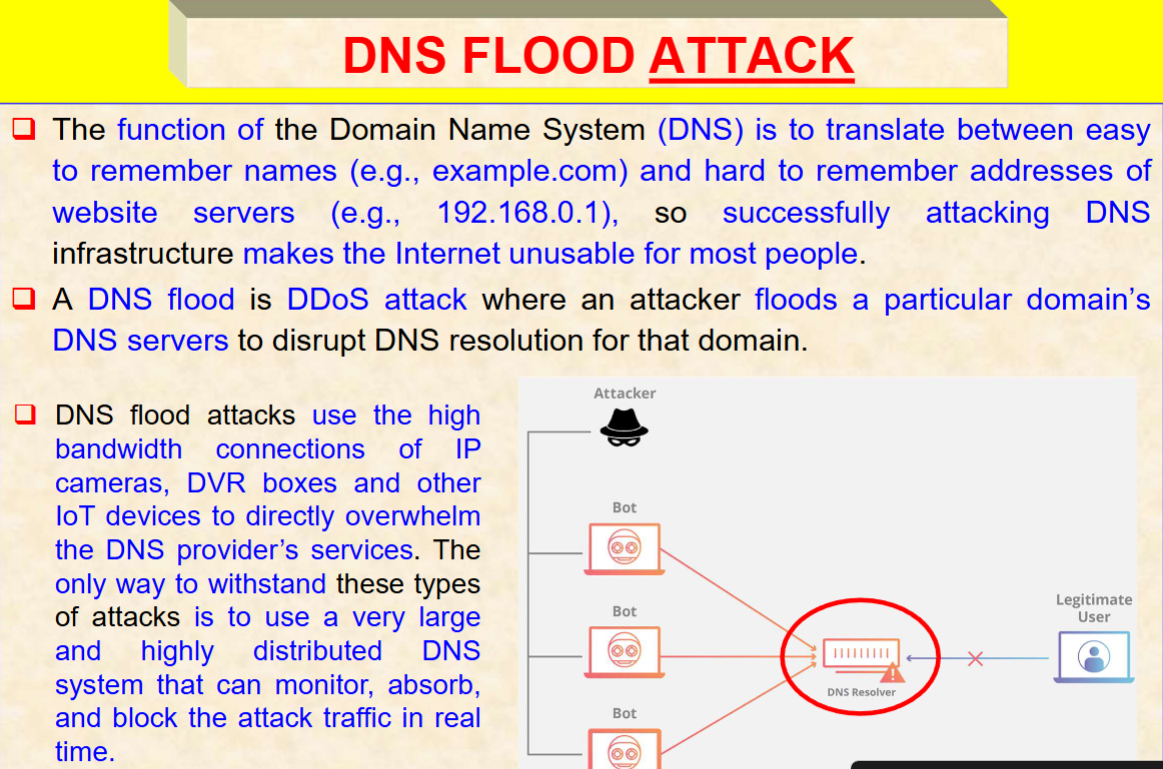 DNS FLOOD ATTACK
The function of the Domain Name System (DNS) is to translate between easy
to remember names (e.g., example.com) and hard to remember addresses of
website servers (e.g., 192.168.0.1), so successfully attacking DNS
infrastructure makes the Internet unusable for most people.
A DNS flood is DDoS attack where an attacker floods a particular domain’s
DNS servers to disrupt DNS resolution for that domain.
DNS flood attacks use the high
bandwidth connections of IP
cameras, DVR boxes and other
IoT devices to directly overwhelm
the DNS provider’s services. The
only way to withstand these types
of attacks is to use a very large
and highly distributed DNS
system that can monitor, absorb,
and block the attack traffic in real
time.
Attacker
Bot
Bot
Bot
DNS Resolver
Legitimate
User